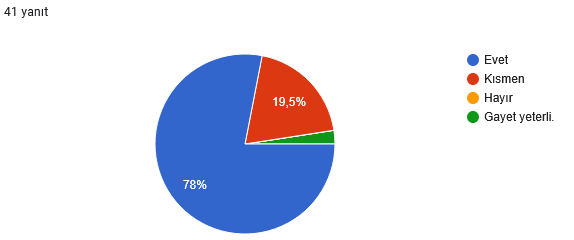 41 yanıt
Evet
Kısmen
Hayır
Gayet yeterli.
19,5%
78%